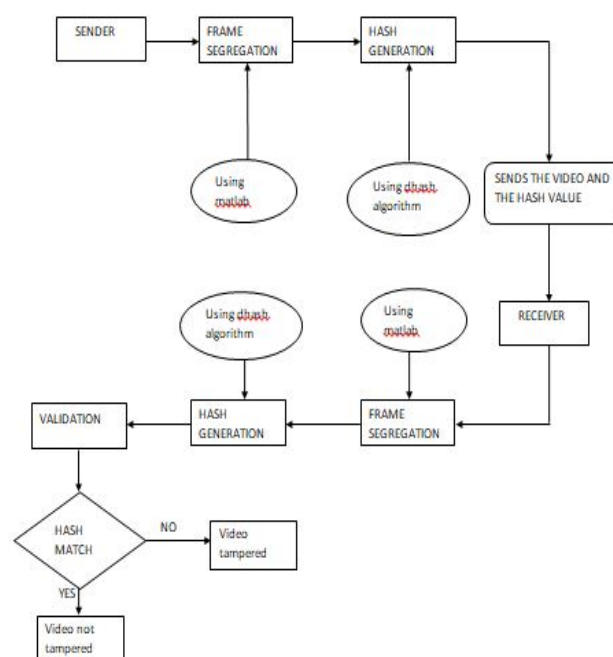 SENDER
FRAME
SEGREGATION
HASH
GENERATION
Using
matlab
Using dhash
algorithm
SENDS THE VIDEO AND
THE HASH VALUE
RECEIVER
Using dhash
algorithm
Using
matlab
VALIDATION
HASH
GENERATION
FRAME
SEGREGATION
HASH
MATCH
NO
Video
tampered
YES
Video not
tampered